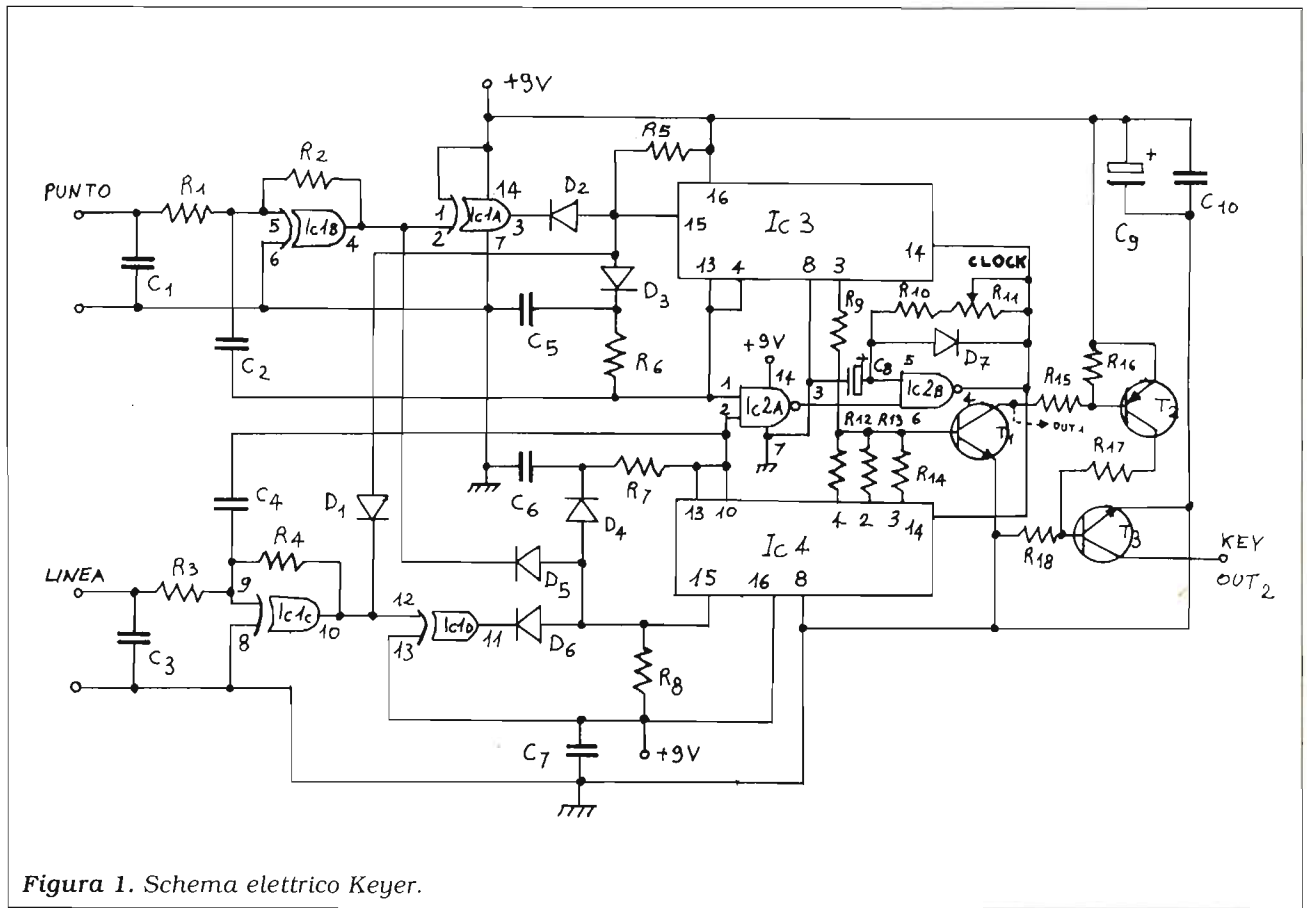 +9V
PUNTO
R1
R2
5
6
Ic1B
4
1
2
14
Ic1A
3
7
D2
R5
16
15
Ic 3
13
4
8
3
14
CLOCK
C1
C2
D3
C5
R6
R9
R10
R11
+
C8
D7
+9V
14
1
2
Ic2A
3
7
5
6
Ic2B
4
R12
R13
R14
T1
OUT1
R15
R16
T2
R17
+
C9
C10
C4
D1
C6
R7
D4
D5
D6
13
10
4
2
3
14
Ic 4
15
16
8
R18
T3
KEY
OUT2
LINEA
R3
R4
9
8
Ic1C
10
C3
12
13
Ic1D
11
R8
C7
+9V
Figura 1. Schema elettrico Keyer.